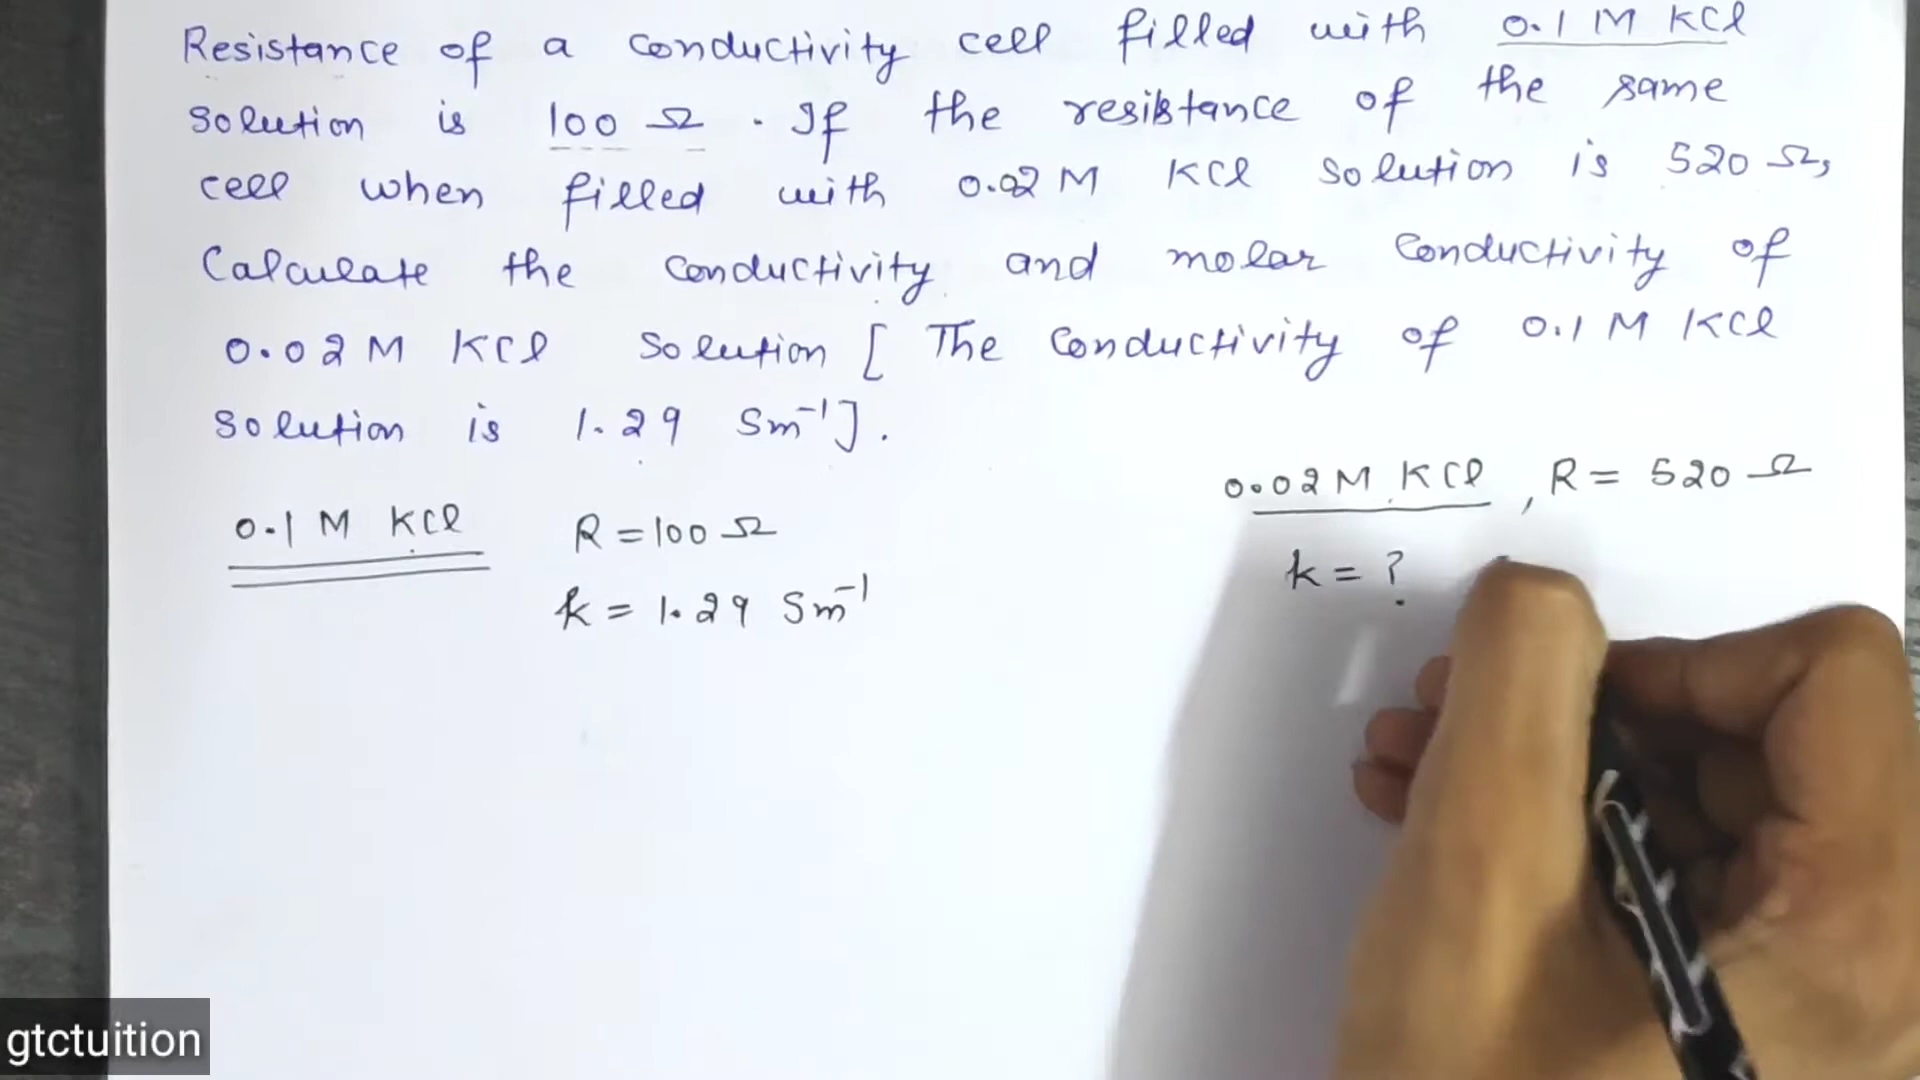 Resistance of a conductivity cell filled with 0.1 M KCl
solution is 100 Ω. If the resistance of the same
cell when filled with 0.02 M KCl solution is 520 Ω,
Calculate the conductivity and molar conductivity of
0.02 M KCl solution [ The conductivity of 0.1 M KCl
solution is 1.29 Sm⁻¹].
0.1 M KCl R = 100 Ω
k = 1.29 Sm⁻¹
0.02 M KCl, R = 520 Ω
k = ?
gtctuition